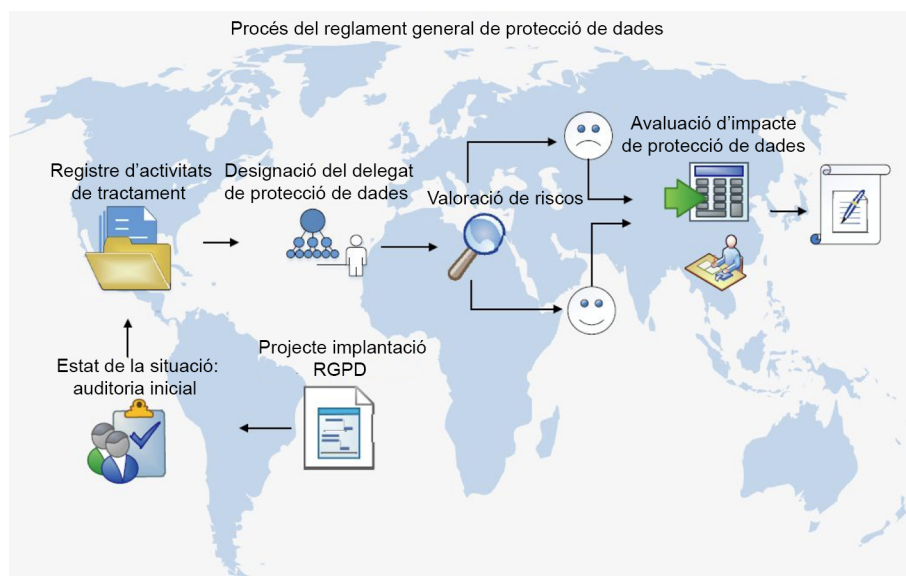 Procés del reglament general de protecció de dades
Registre d’activitats
de tractament
Designació del delegat
de protecció de dades
Valoració de riscos
Avaluació d’impacte
de protecció de dades
Estat de la situació:
auditoria inicial
Projecte implantació
RGPD